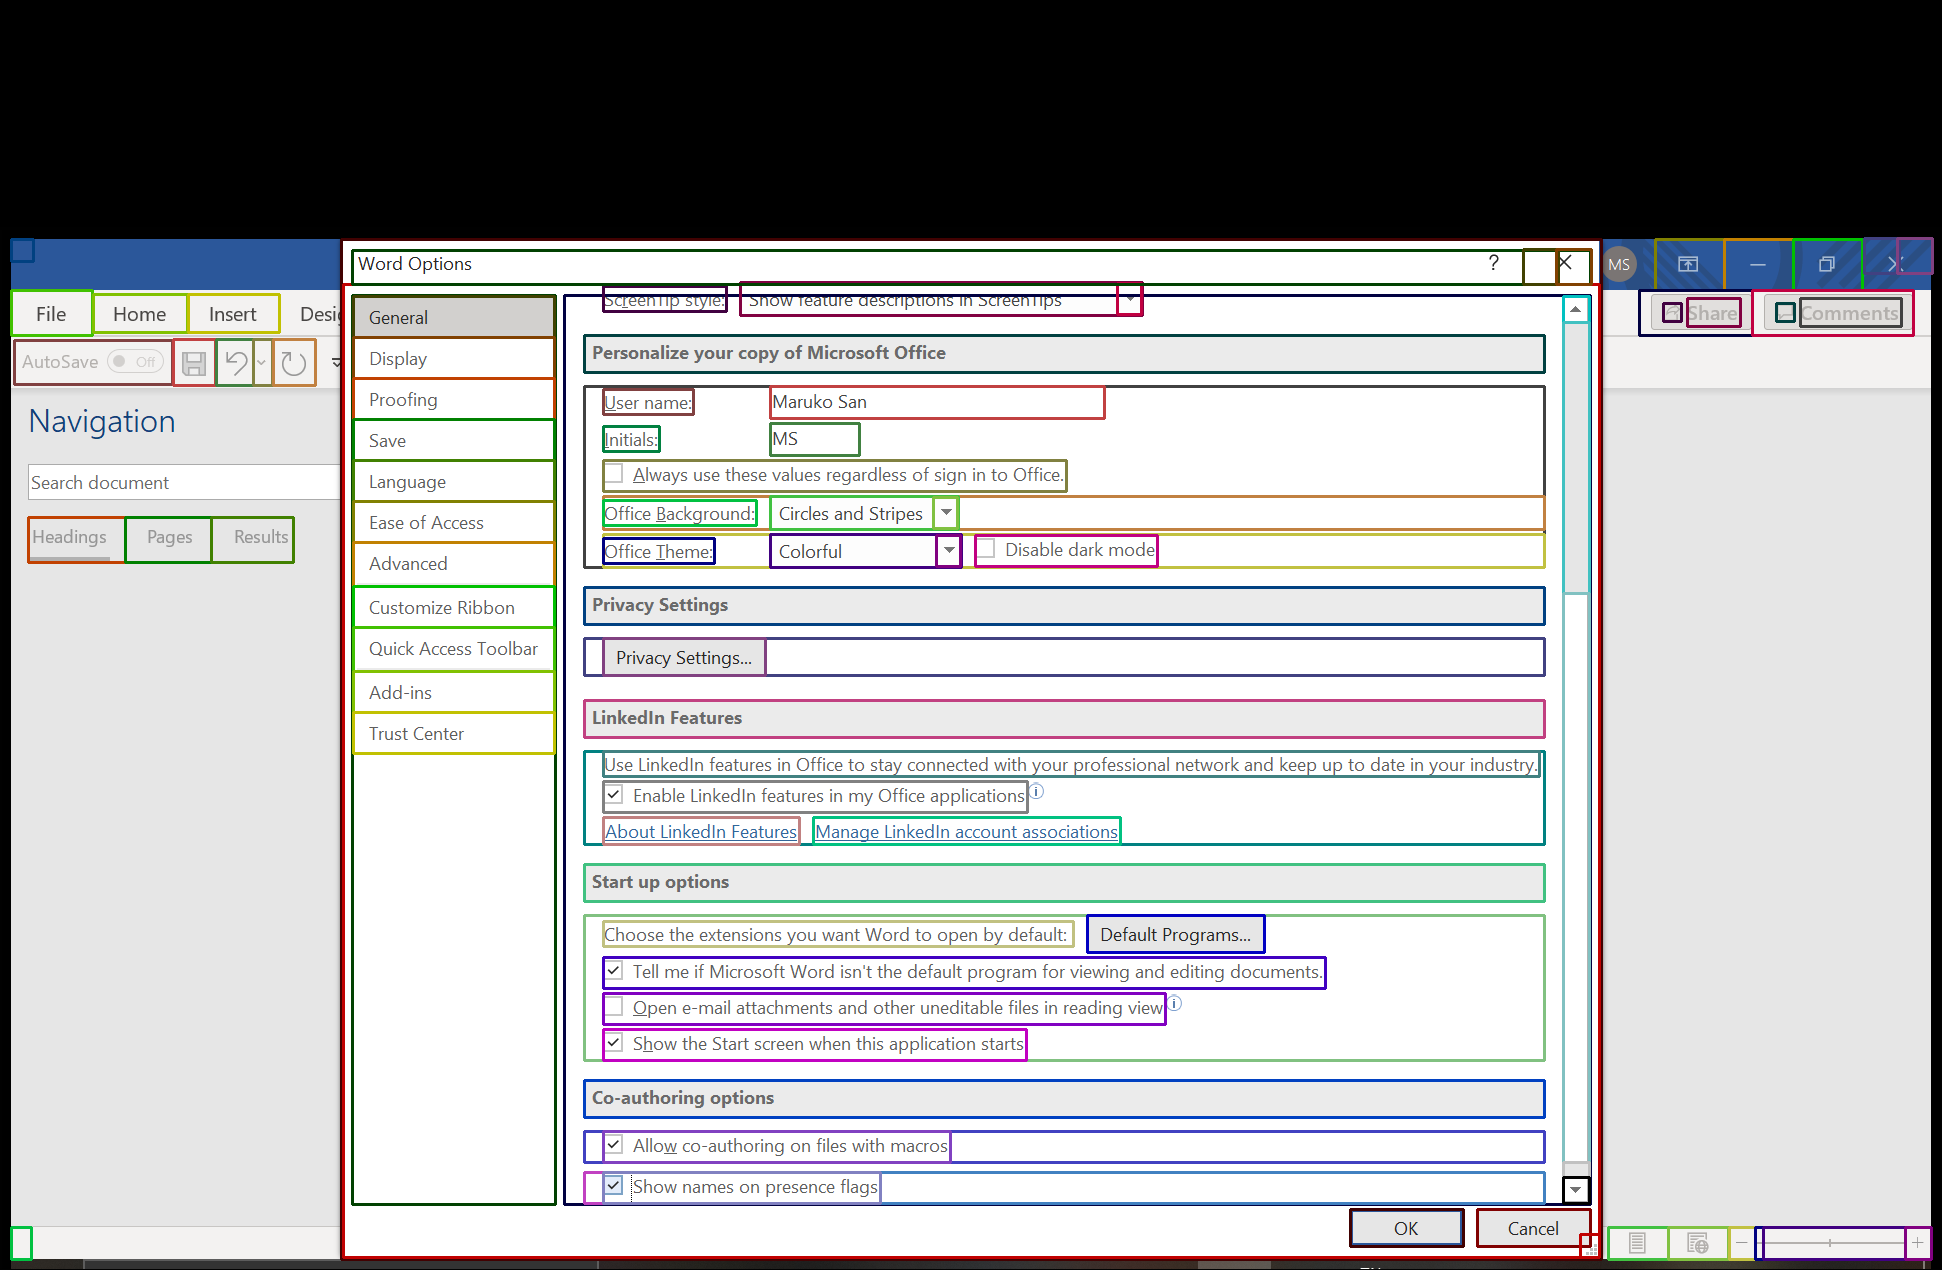 Word Options
?
MS
File
Home
Insert
ScreenTip style:
Show feature descriptions in ScreenTips
Share
Comments
AutoSave
Off
Navigation
Search document
Headings
Pages
Results
General
Display
Proofing
Save
Language
Ease of Access
Advanced
Customize Ribbon
Quick Access Toolbar
Add-ins
Trust Center
Personalize your copy of Microsoft Office
User name:
Maruko San
Initials:
MS
Always use these values regardless of sign in to Office.
Office Background:
Circles and Stripes
Office Theme:
Colorful
Disable dark mode
Privacy Settings
Privacy Settings...
LinkedIn Features
Use LinkedIn features in Office to stay connected with your professional network and keep up to date in your industry.
Enable LinkedIn features in my Office applications
About LinkedIn Features
Manage LinkedIn account associations
Start up options
Choose the extensions you want Word to open by default:
Default Programs...
Tell me if Microsoft Word isn't the default program for viewing and editing documents.
Open e-mail attachments and other uneditable files in reading view
Show the Start screen when this application starts
Co-authoring options
Allow co-authoring on files with macros
Show names on presence flags
OK
Cancel